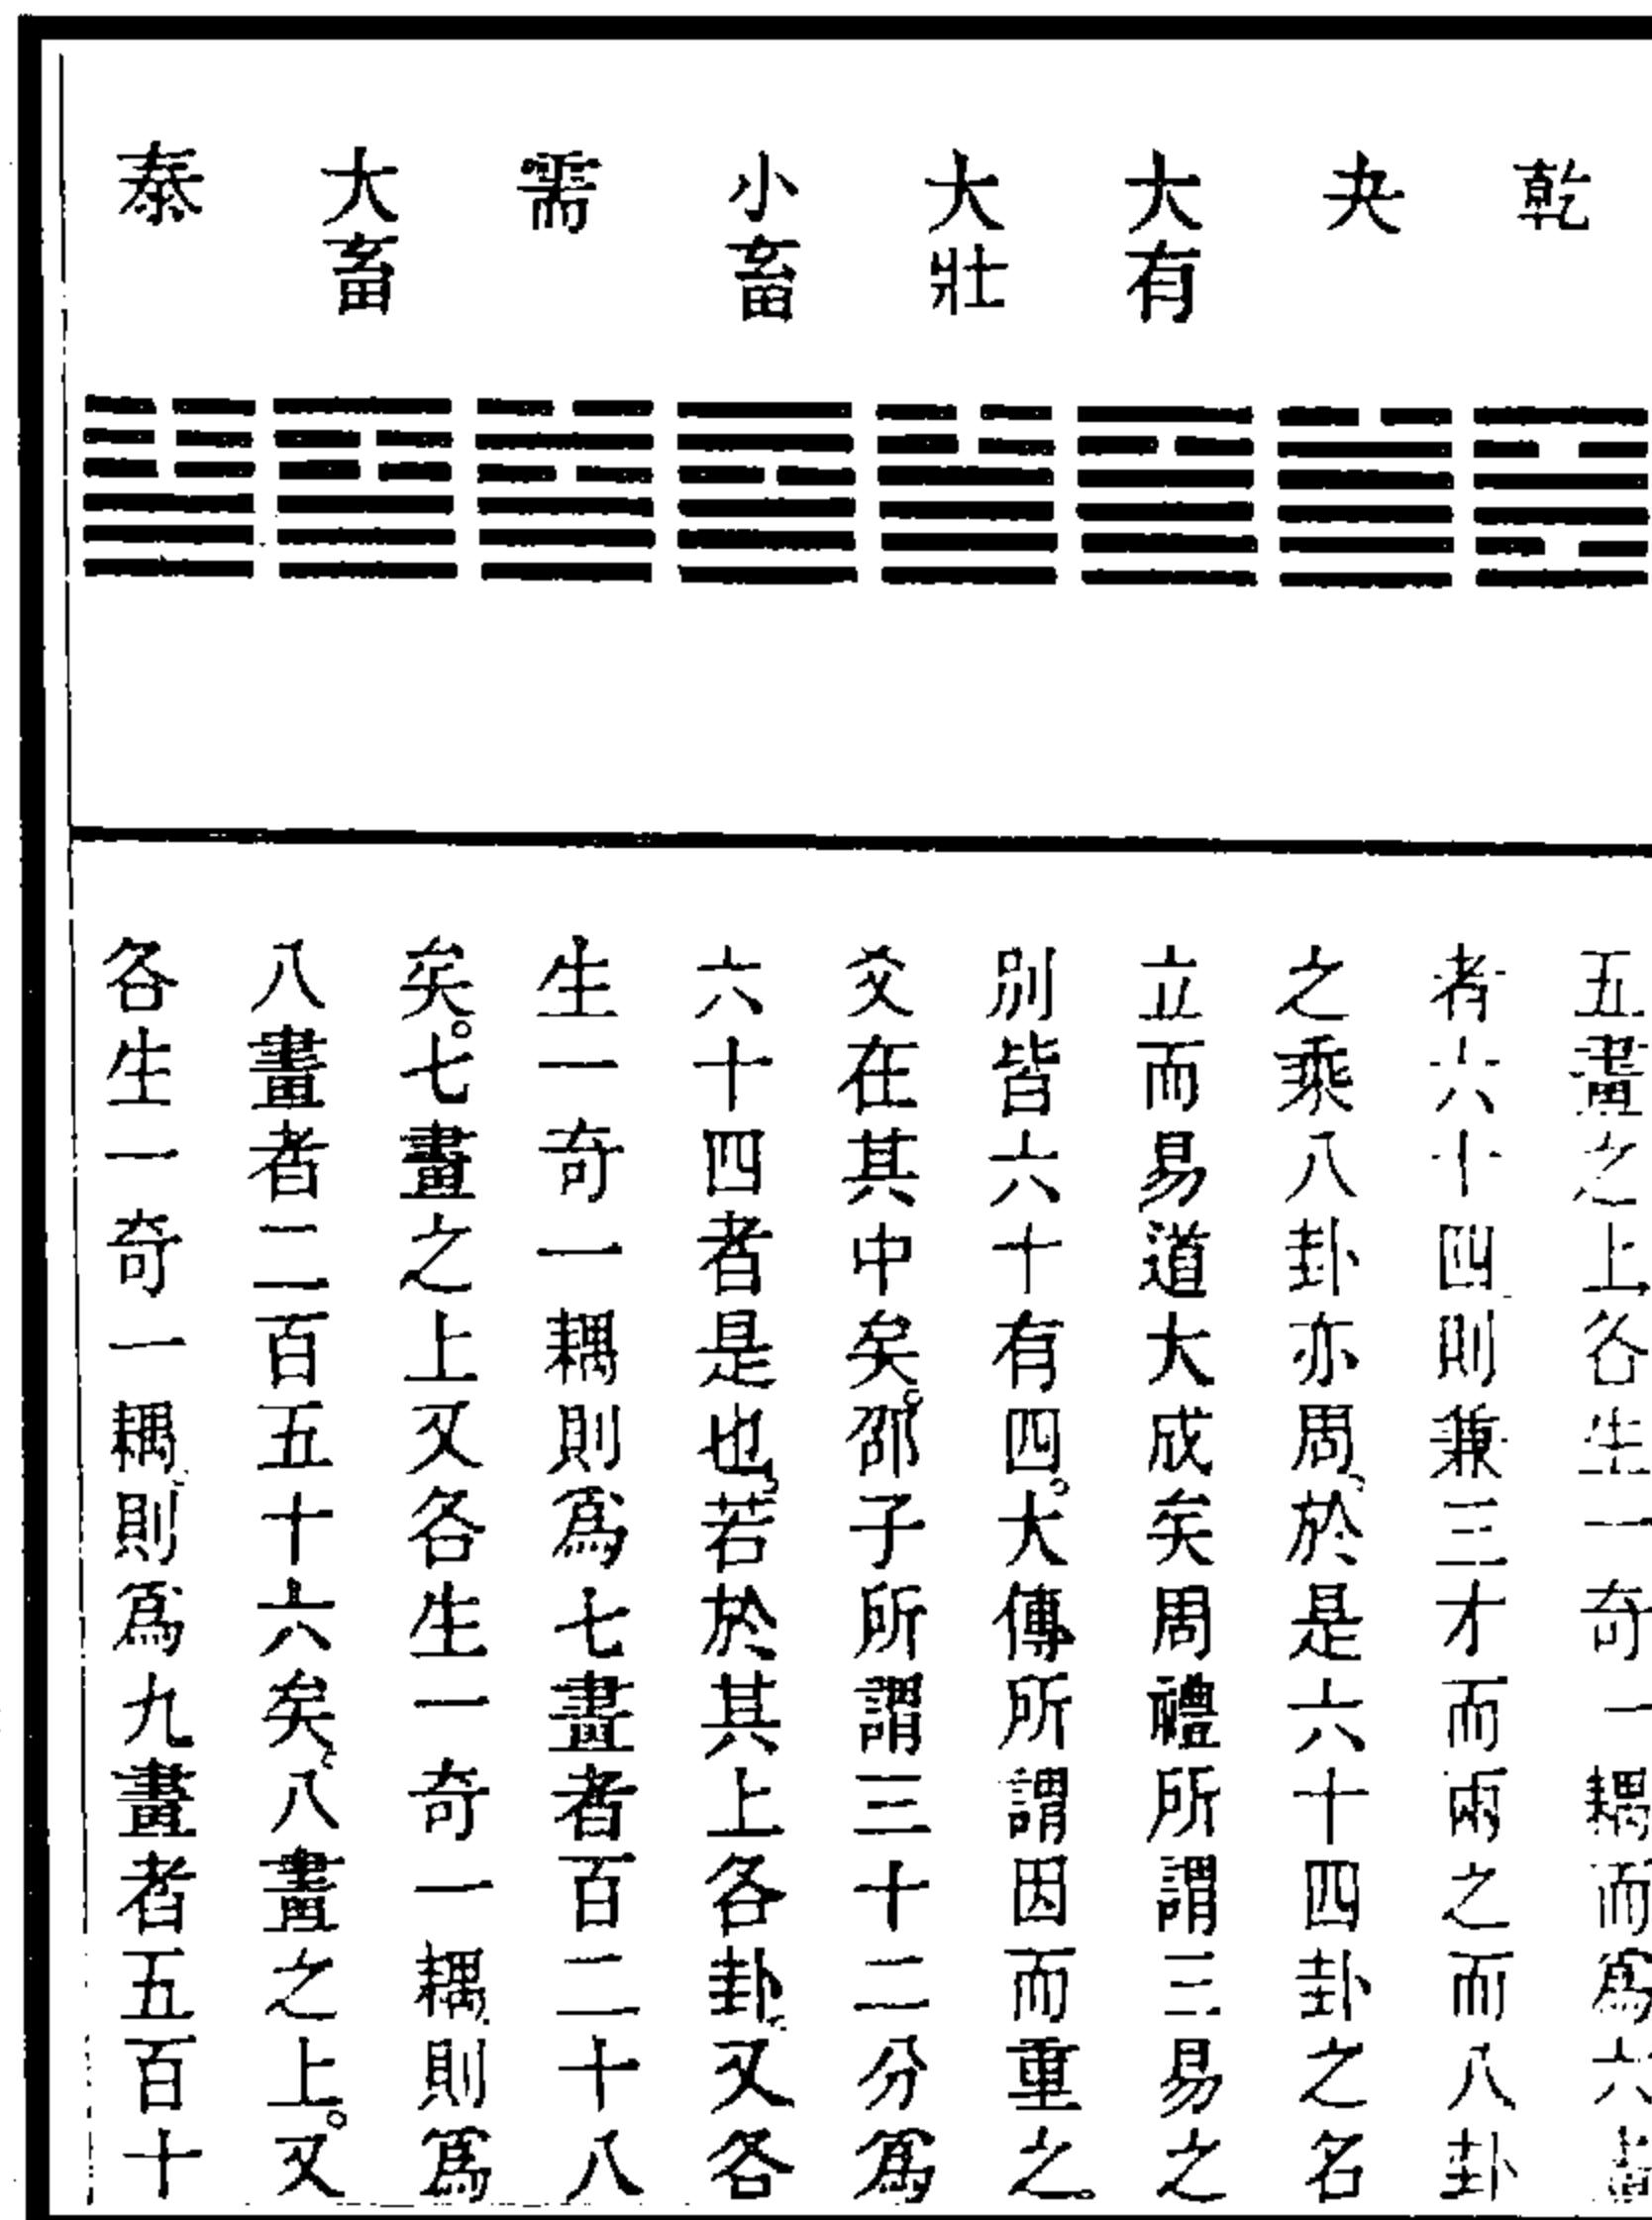 乾
夬
大有
大壯
小畜
需
大畜
泰
五畫之上各生一奇一耦而爲六畫
者六十四則兼三才而兩之而八卦
之乘八卦亦周於是六十四卦之名
立而易道大成矣周禮所謂三易之
別皆六十有四。大傳所謂因而重之。
爻在其中矣。邵子所謂三十二分爲
六十四者是也。若於其上各卦又各
生一奇一耦則爲七畫者百二十八
矣。七畫之上又各生一奇一耦則爲
八畫者二百五十六矣八畫之上。又
各生一奇一耦則爲九畫者五百十